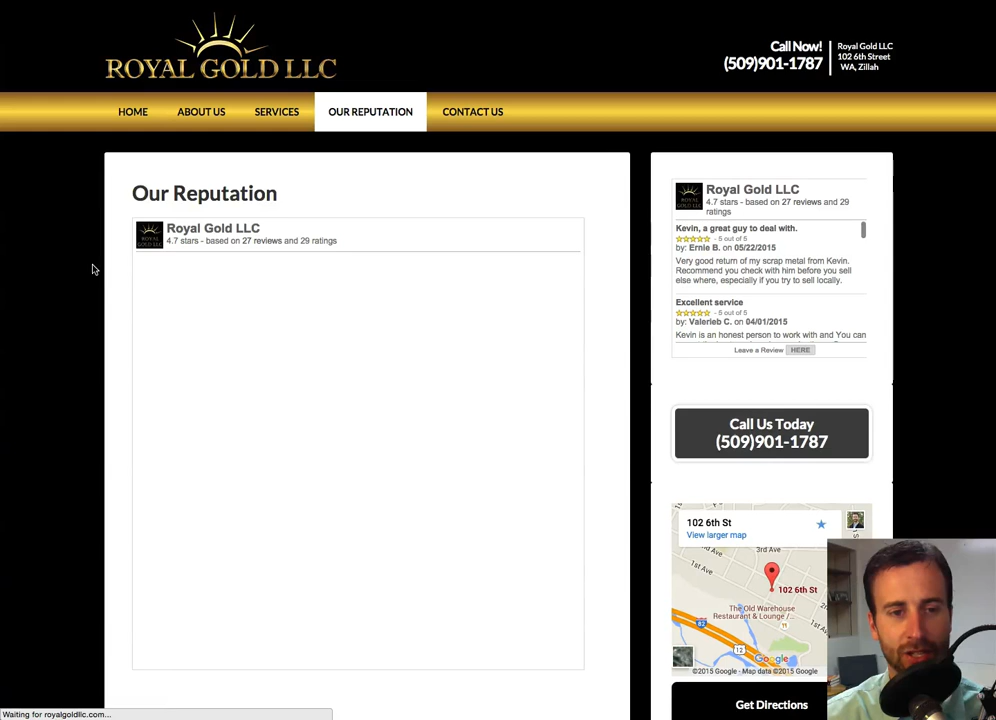 ROYAL GOLD LLC
Call Now!
(509)901-1787
Royal Gold LLC
102 6th Street
WA, Zillah
HOME
ABOUT US
SERVICES
OUR REPUTATION
CONTACT US
Our Reputation
Royal Gold LLC
4.7 stars - based on 27 reviews and 29 ratings
Royal Gold LLC
4.7 stars - based on 27 reviews and 29
ratings
Kevin, a great guy to deal with.
- 5 out of 5
by: Ernie B. on 05/22/2015
Very good return of my scrap metal from Kevin.
Recommend you check with him before you sell
else where, especially if you try to sell locally.
Excellent service
- 5 out of 5
by: Valerieb C. on 04/01/2015
Kevin is an honest person to work with and You can
Leave a Review HERE
Call Us Today
(509)901-1787
102 6th St
View larger map
3rd Ave
1st Ave
102 6th St
The Old Warehouse
Restaurant & Lounge /...
82
12
Google
©2015 Google - Map data ©2015 Google
Get Directions
Waiting for royalgoldllc.com...